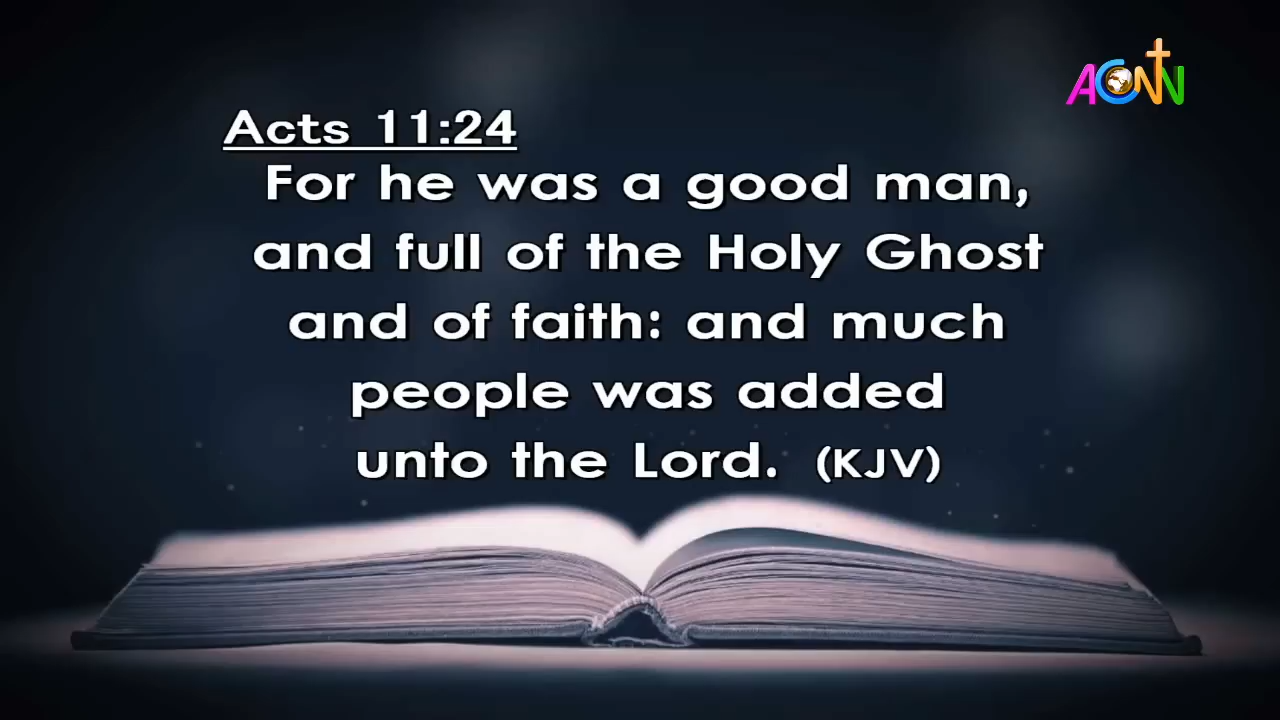 ACNN
Acts 11:24
For he was a good man,
and full of the Holy Ghost
and of faith: and much
people was added
unto the Lord. (KJV)